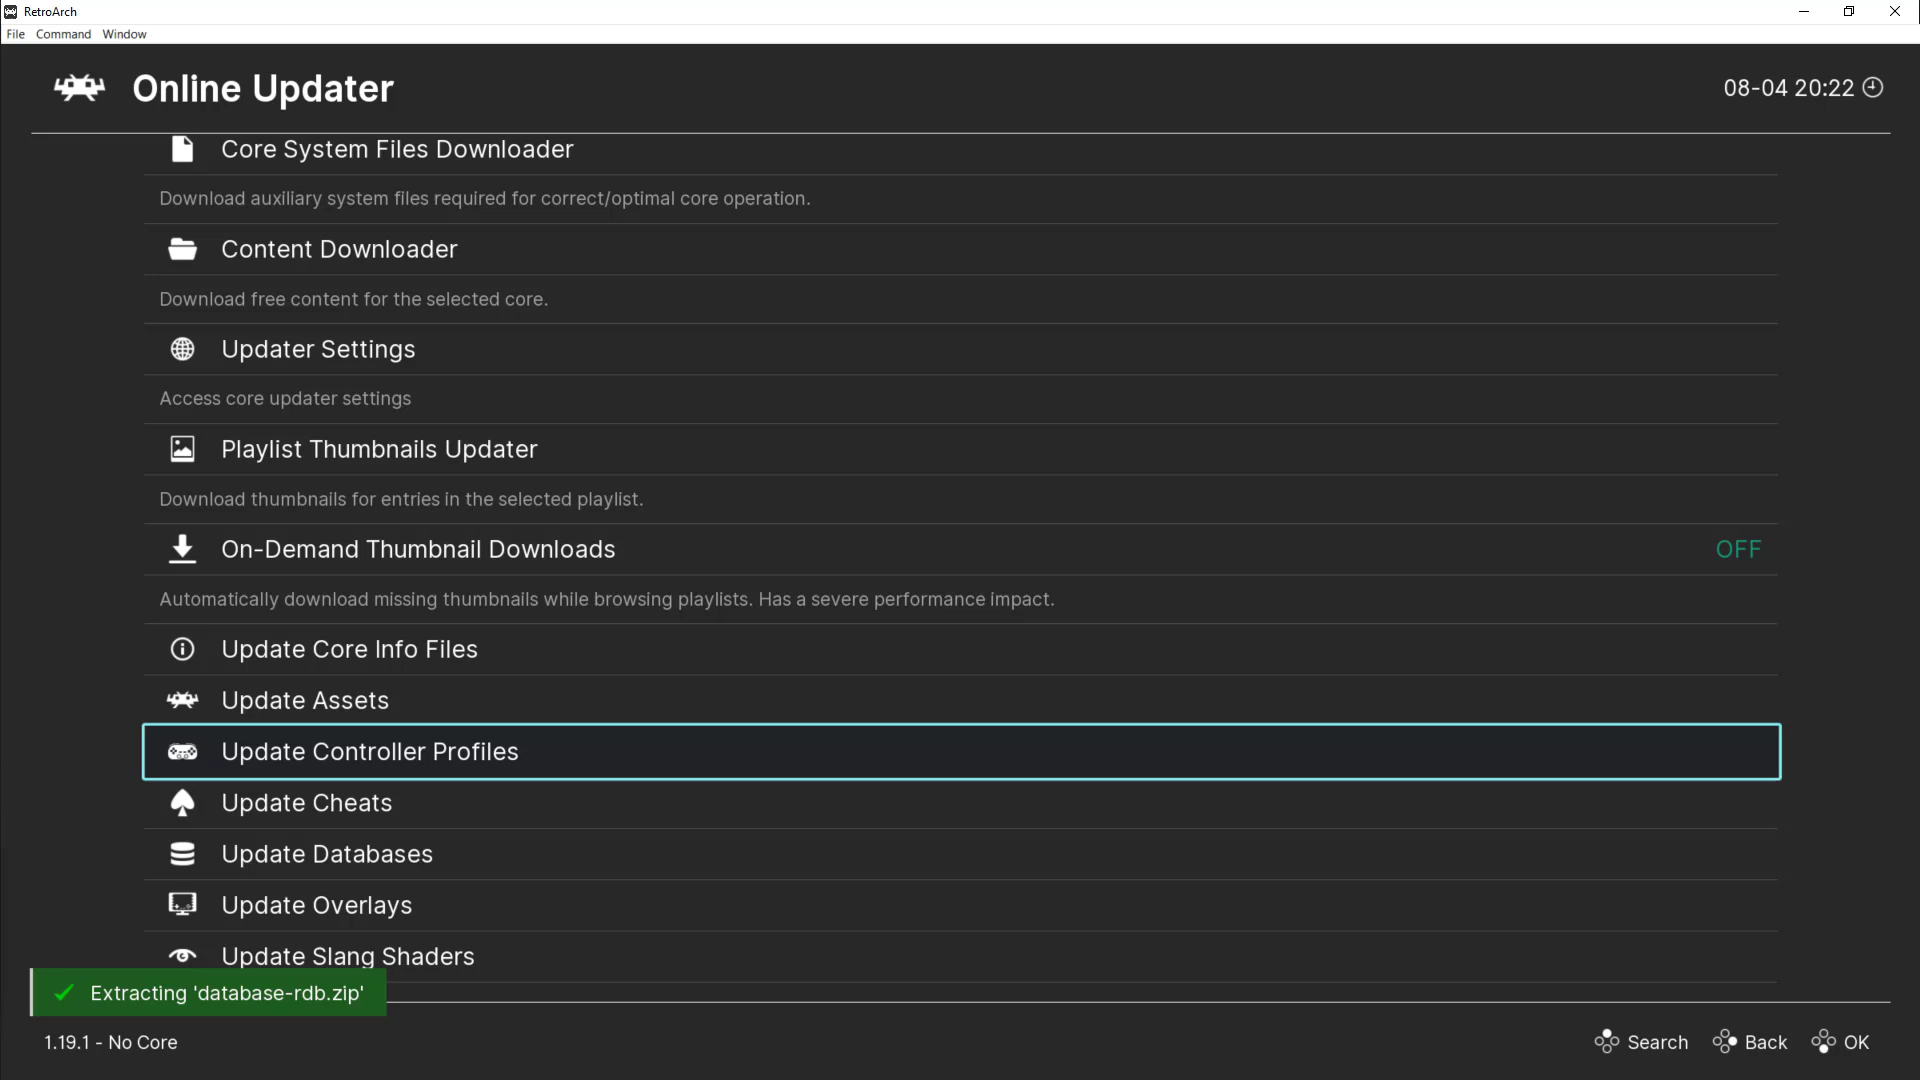 RetroArch
File Command Window
Online Updater
08-04 20:22
Core System Files Downloader
Download auxiliary system files required for correct/optimal core operation.
Content Downloader
Download free content for the selected core.
Updater Settings
Access core updater settings
Playlist Thumbnails Updater
Download thumbnails for entries in the selected playlist.
On-Demand Thumbnail Downloads OFF
Automatically download missing thumbnails while browsing playlists. Has a severe performance impact.
Update Core Info Files
Update Assets
Update Controller Profiles
Update Cheats
Update Databases
Update Overlays
Update Slang Shaders
Extracting 'database-rdb.zip'
1.19.1 - No Core
Search Back OK